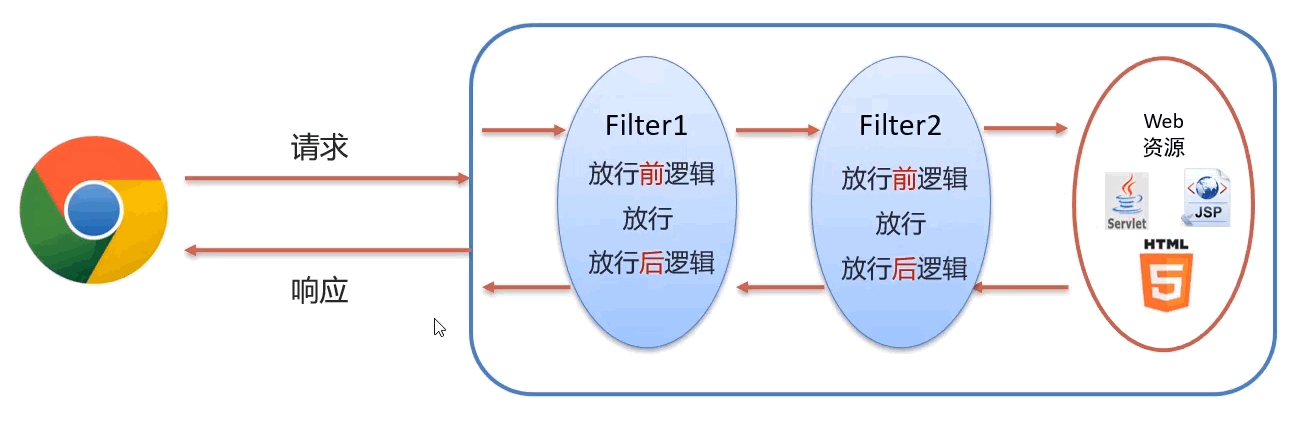 请求
响应
Filter1
放行前逻辑
放行
放行后逻辑
Filter2
放行前逻辑
放行
放行后逻辑
Web
资源
Servlet
JSP
HTML
5